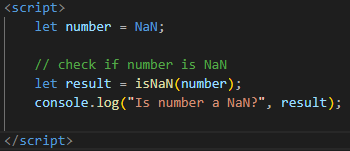 <script>
let number = NaN;
// check if number is NaN
let result = isNaN(number);
console.log("Is number a NaN?", result);
</script>